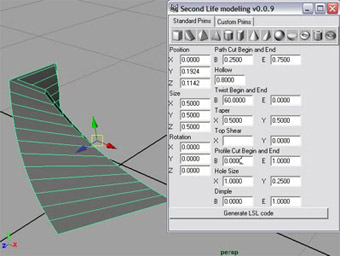 Second Life modeling v0.0.9
Standard Prims Custom Prims
Position Path Cut Begin and End
X 0.0000 B 0.2500 E 0.7500
Y 0.1924 Hollow
Z 0.1142 0.8000
Size Twist Begin and End
X 0.5000 B 60.0000 E 0.0000
Y 0.5000 Taper
Z 0.5000 X 0.5000 Y 0.5000
Rotation Top Shear
X 0.0000 X 0.0000 Y 0.0000
Y 0.0000 Profile Cut Begin and End
Z 0.0000 B 0.0000 E 1.0000
Hole Size
X 1.0000 Y 0.2500
Dimple
B 0.0000 E 1.0000
Generate LSL code
persp
z x